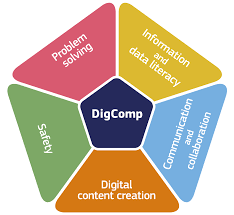 Problem
solving
Information
and
data literacy
DigComp
Safety
Communication
and
collaboration
Digital
content creation